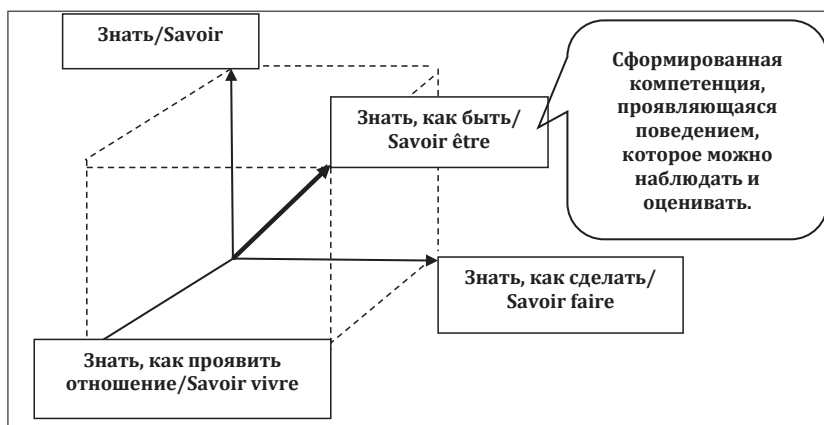 Знать/Savoir
Знать, как быть/
Savoir être
Сформированная
компетенция,
проявляющаяся
поведением,
которое можно
наблюдать и
оценивать.
Знать, как сделать/
Savoir faire
Знать, как проявить
отношение/Savoir vivre